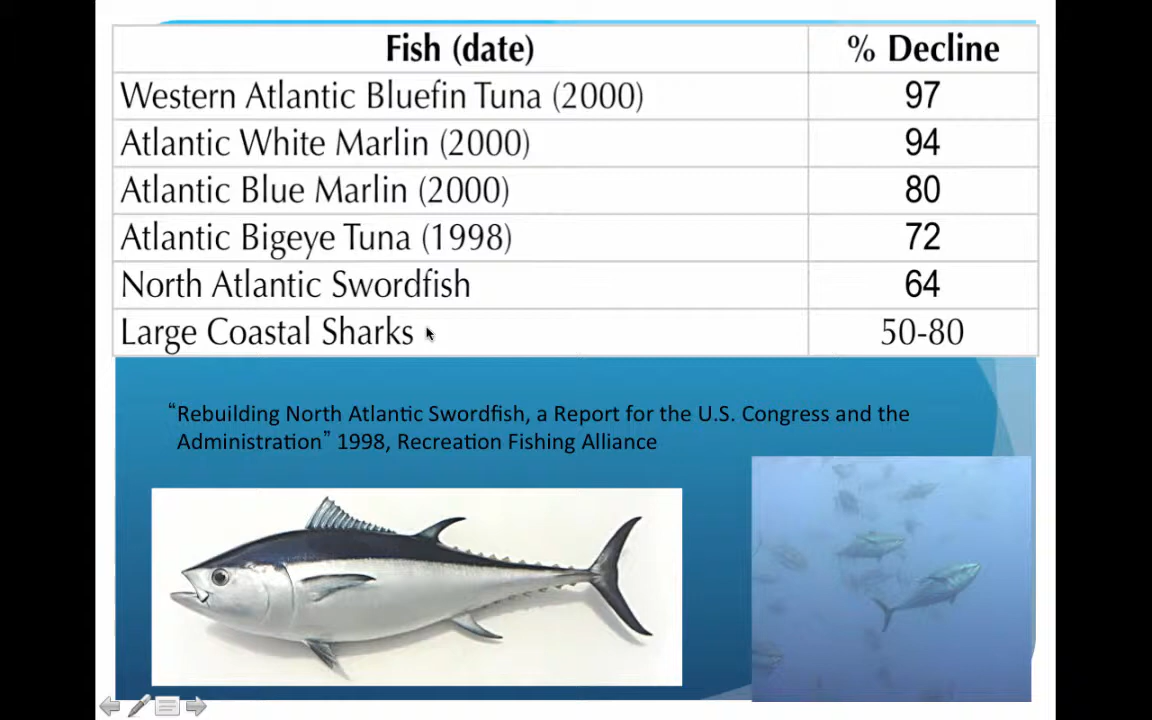 Fish (date) % Decline
Western Atlantic Bluefin Tuna (2000) 97
Atlantic White Marlin (2000) 94
Atlantic Blue Marlin (2000) 80
Atlantic Bigeye Tuna (1998) 72
North Atlantic Swordfish 64
Large Coastal Sharks 50-80
“Rebuilding North Atlantic Swordfish, a Report for the U.S. Congress and the
Administration” 1998, Recreation Fishing Alliance